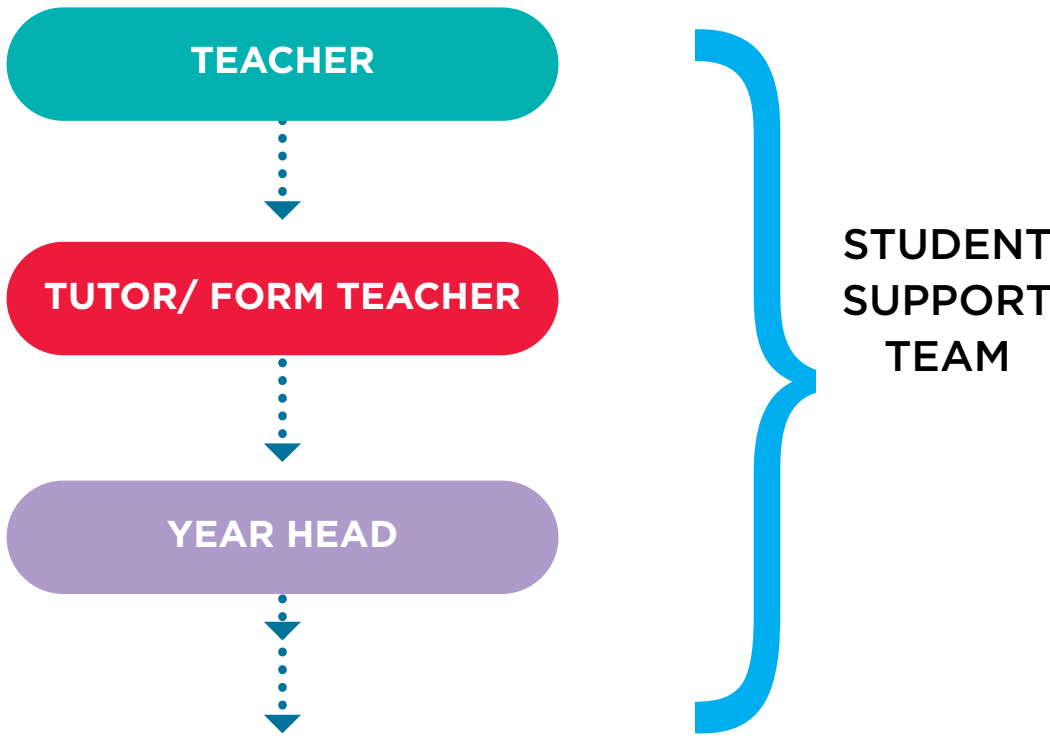 TEACHER
TUTOR/ FORM TEACHER
YEAR HEAD
STUDENT
SUPPORT
TEAM